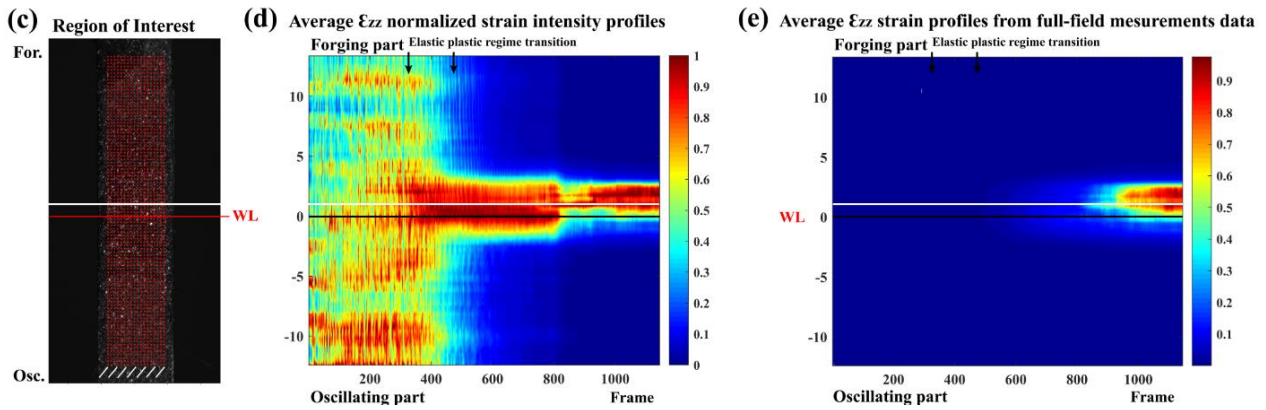 (c)
Region of Interest
For.
WL
Osc.
(d) Average Ɛzz normalized strain intensity profiles
Forging part Elastic plastic regime transition
10
5
0
-5
-10
200 400 600 800 1000
Oscillating part Frame
1
0.9
0.8
0.7
0.6
0.5
0.4
0.3
0.2
0.1
0
(e) Average Ɛzz strain profiles from full-field mesurements data
Forging part Elastic plastic regime transition
10
5
WL 0
-5
-10
200 400 600 800 1000
Oscillating part Frame
0.9
0.8
0.7
0.6
0.5
0.4
0.3
0.2
0.1